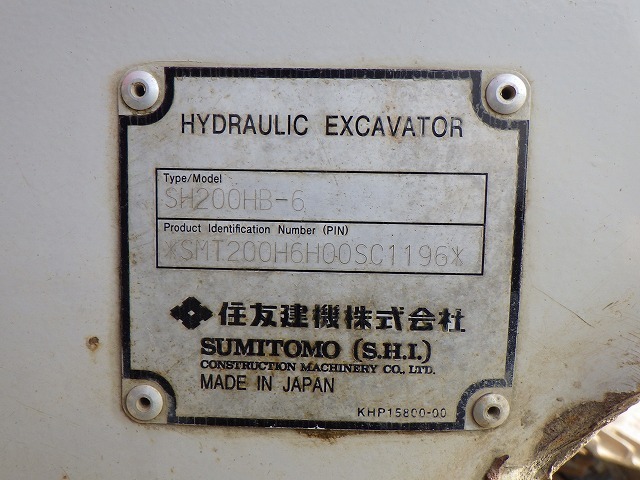 HYDRAULIC EXCAVATOR
Type/Model
SH200HB-6
Product Identification Number (PIN)
*SMT200H6H00SC1196*
住友建機株式会社
SUMITOMO (S.H.I.)
CONSTRUCTION MACHINERY CO., LTD.
MADE IN JAPAN
KHP15800-00